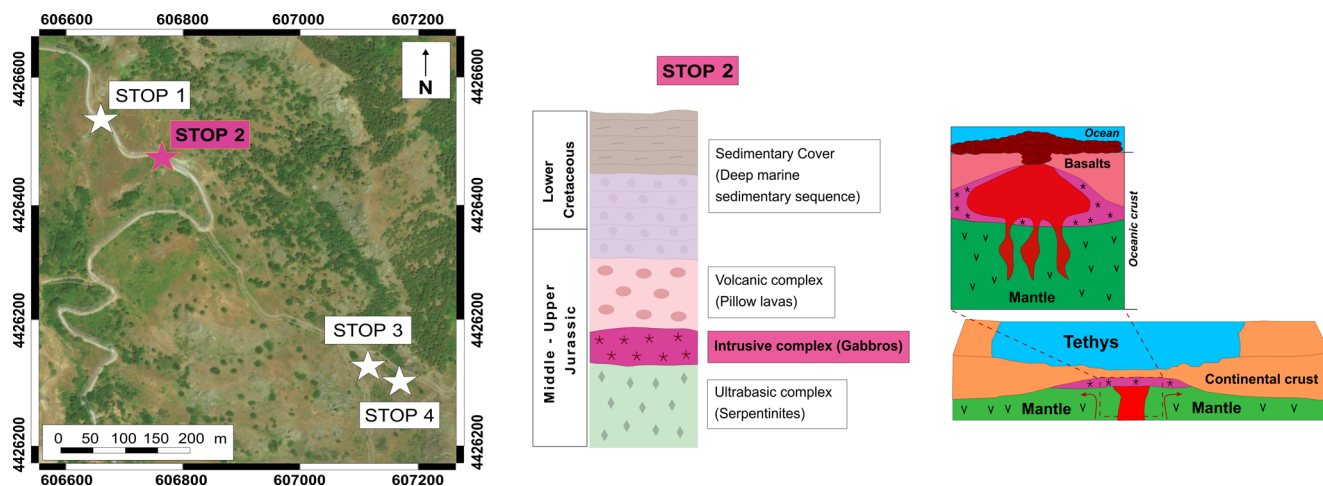 606600
606800
607000
607200
4426600
4426400
4426200
4426200
4426600
4426400
4426200
4426200
N
STOP 1
STOP 2
STOP 3
STOP 4
0 50 100 150 200 m
606600
606800
607000
607200
STOP 2
Lower
Cretaceous
Middle - Upper
Jurassic
Sedimentary Cover
(Deep marine
sedimentary sequence)
Volcanic complex
(Pillow lavas)
Intrusive complex (Gabbros)
Ultrabasic complex
(Serpentinites)
Ocean
Basalts
Oceanic crust
Mantle
Tethys
Continental crust
Mantle
Mantle